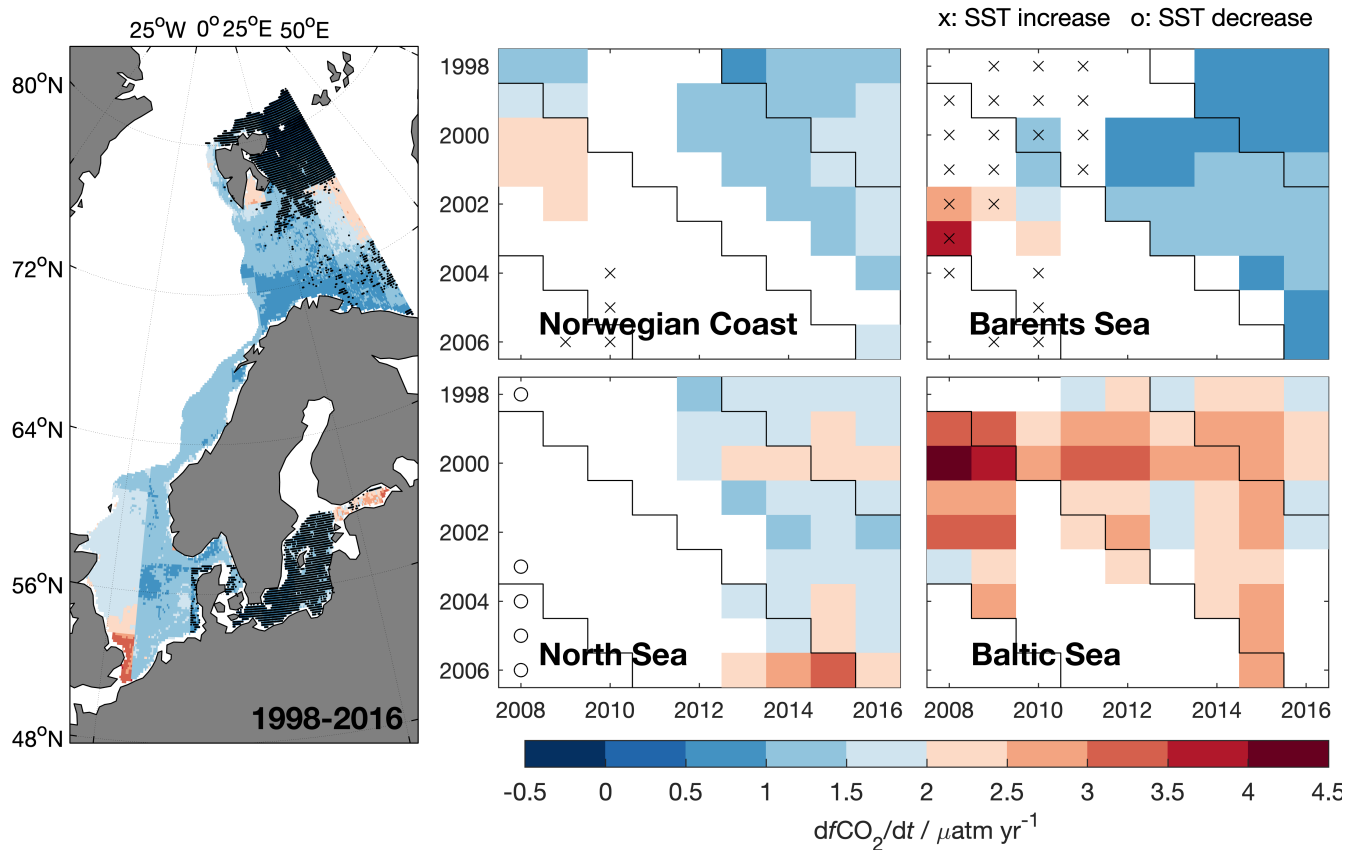 x: SST increase o: SST decrease
25°W 0° 25°E 50°E
80°N
72°N
64°N
56°N
48°N
1998-2016
1998
2000
2002
2004
2006
Norwegian Coast
Barents Sea
1998
2000
2002
2004
2006
North Sea
Baltic Sea
2008 2010 2012 2014 2016
2008 2010 2012 2014 2016
-0.5 0 0.5 1 1.5 2 2.5 3 3.5 4 4.5
dfCO₂/dt / μatm yr⁻¹